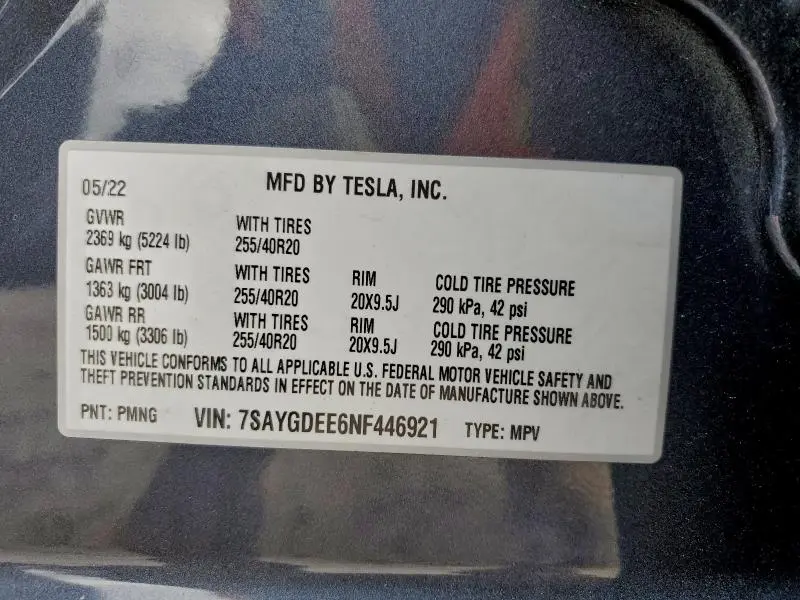 05/22 MFD BY TESLA, INC.
GVWR WITH TIRES
2369 kg (5224 lb) 255/40R20
GAWR FRT WITH TIRES RIM COLD TIRE PRESSURE
1363 kg (3004 lb) 255/40R20 20X9.5J 290 kPa, 42 psi
GAWR RR WITH TIRES RIM COLD TIRE PRESSURE
1500 kg (3306 lb) 255/40R20 20X9.5J 290 kPa, 42 psi
THIS VEHICLE CONFORMS TO ALL APPLICABLE U.S. FEDERAL MOTOR VEHICLE SAFETY AND
THEFT PREVENTION STANDARDS IN EFFECT ON THE DATE OF MANUFACTURE SHOWN ABOVE.
PNT: PMNG VIN: 7SAYGDEE6NF446921 TYPE: MPV